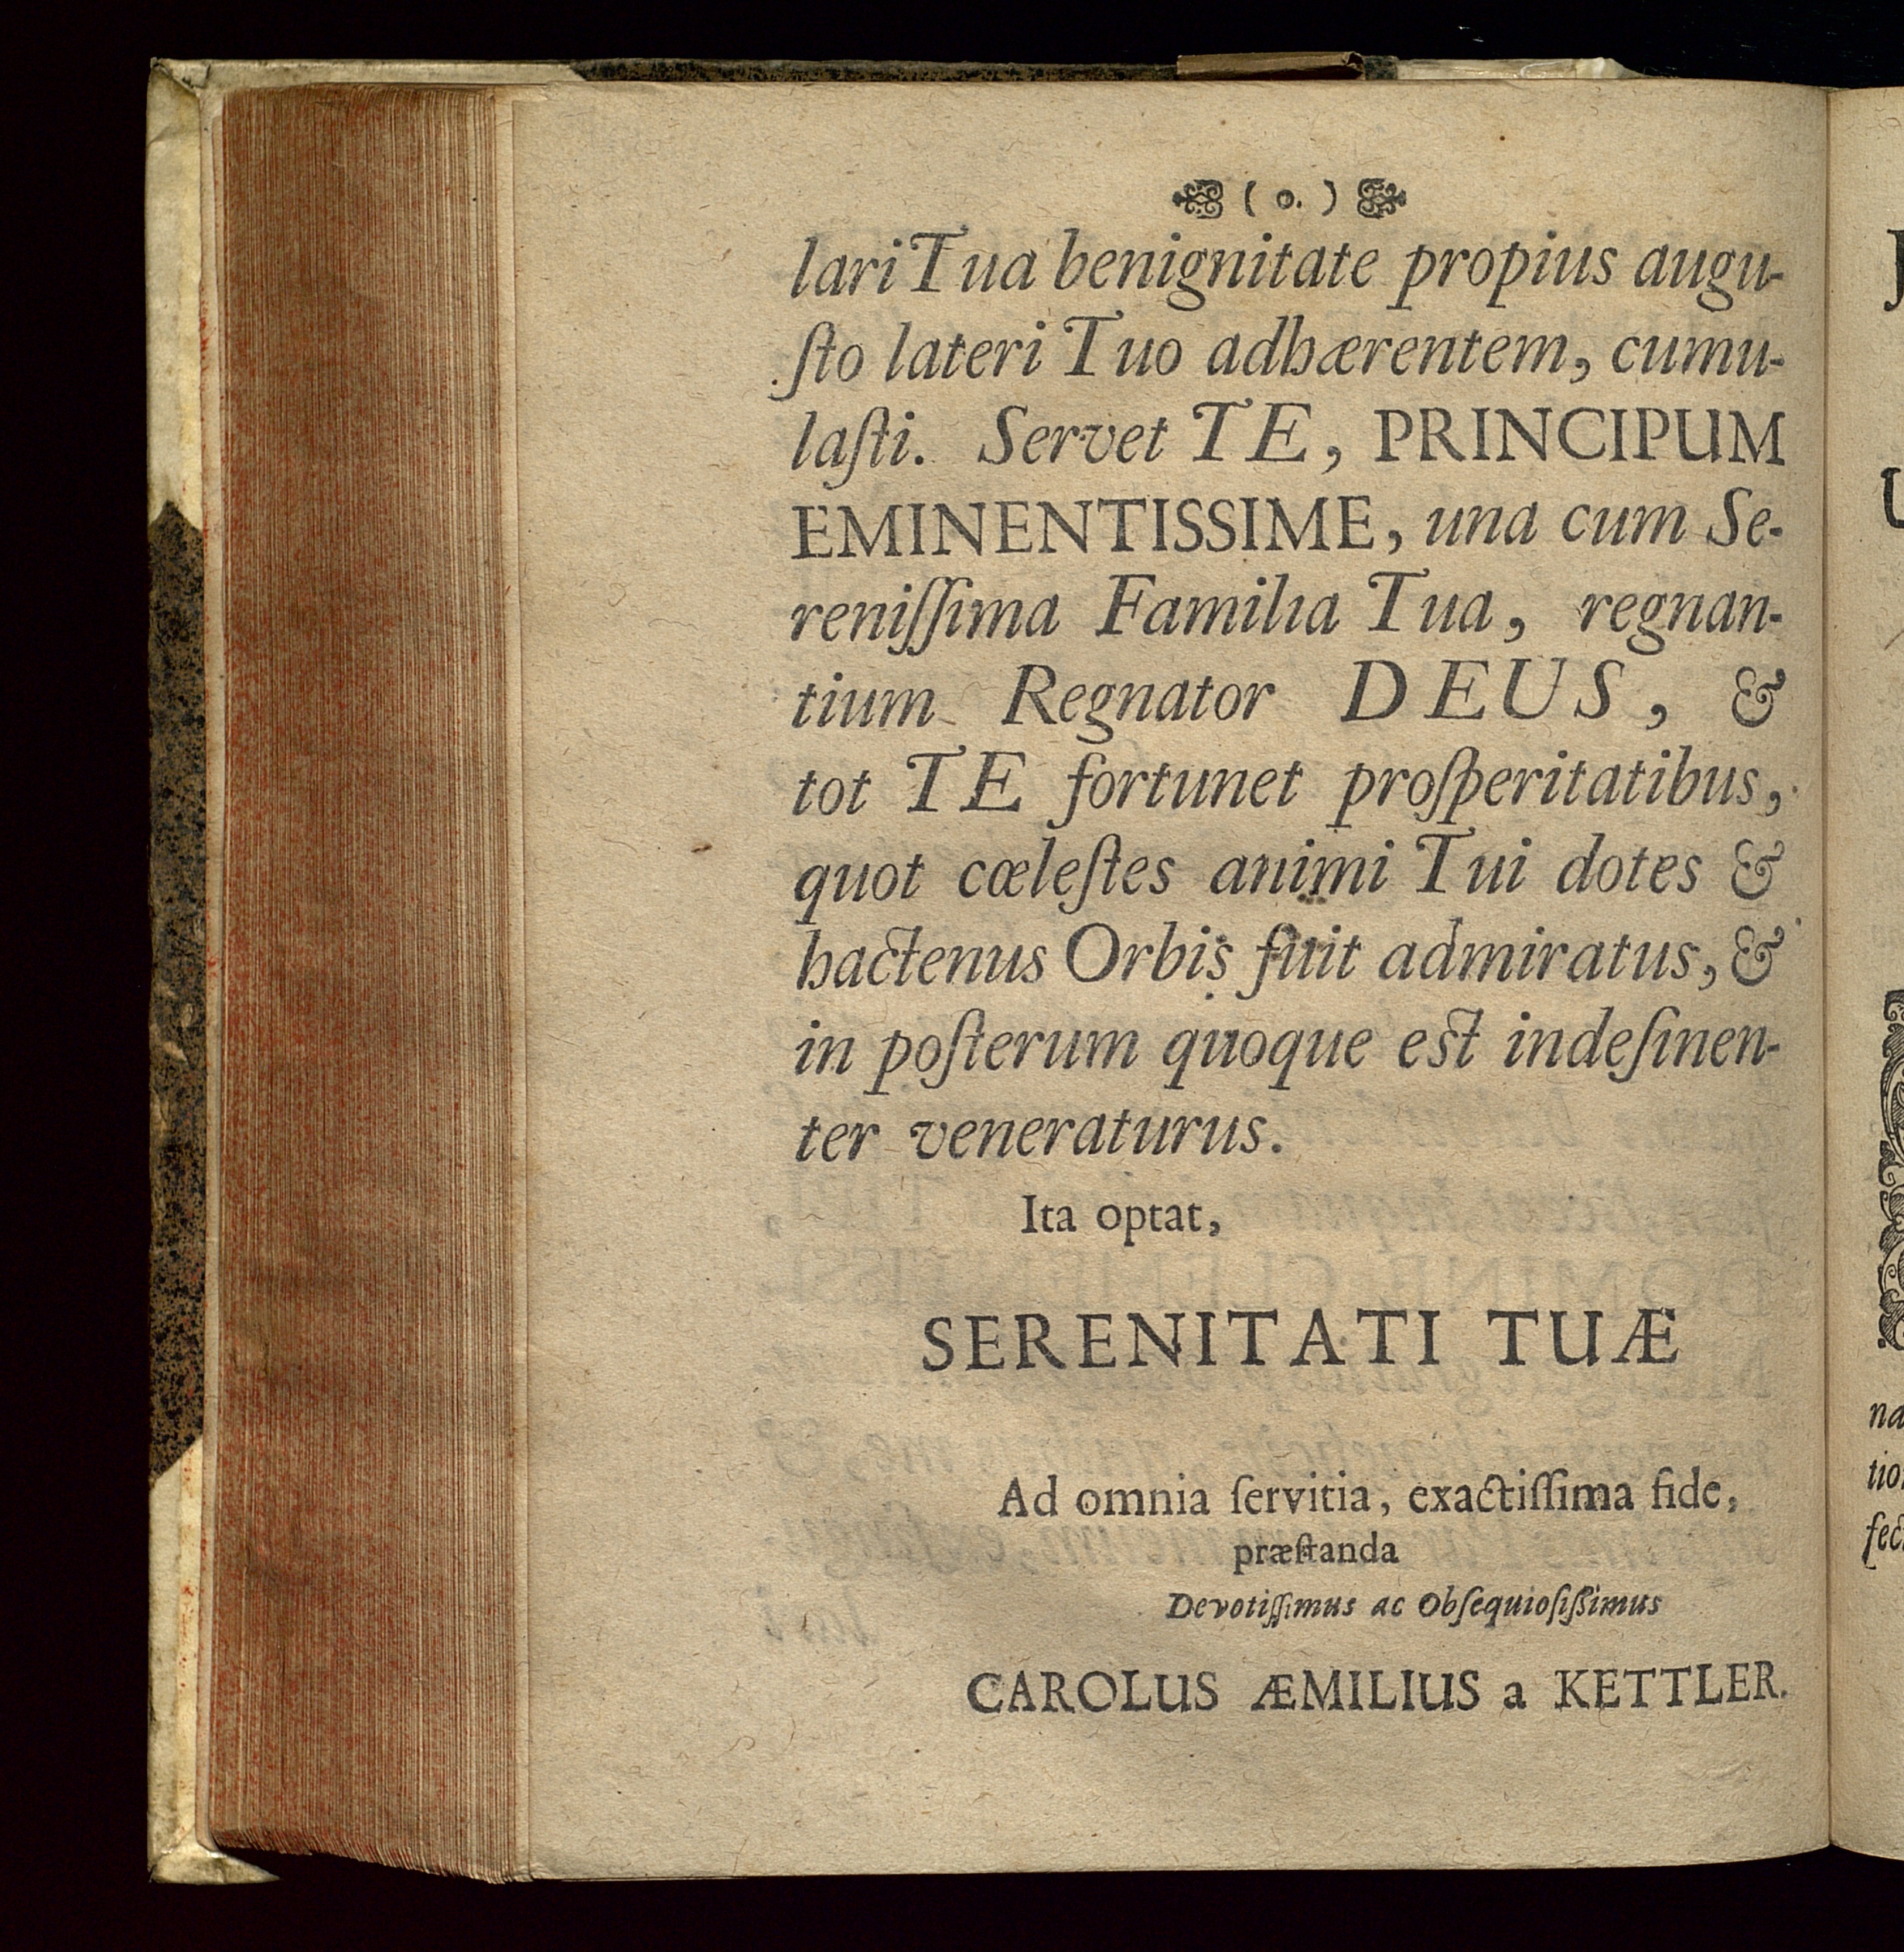 ( o. )
lari Tua benignitate propius augu-
ſto lateri Tuo adhærentem, cumu-
laſti. Servet TE, PRINCIPUM
EMINENTISSIME, una cum Se-
reniſſima Familia Tua, regnan-
tium Regnator DEUS, &
tot TE fortunet proſperitatibus,
quot cœleſtes animi Tui dotes &
hactenus Orbis fuit admiratus, &
in poſterum quoque est indeſinen-
ter veneraturus.
Ita optat,
SERENITATI TUÆ
Ad omnia ſervitia, exactiſſima fide,
præſtanda
Devotiſſimus ac Obſequioſiſſimus
CAROLUS ÆMILIUS a KETTLER.